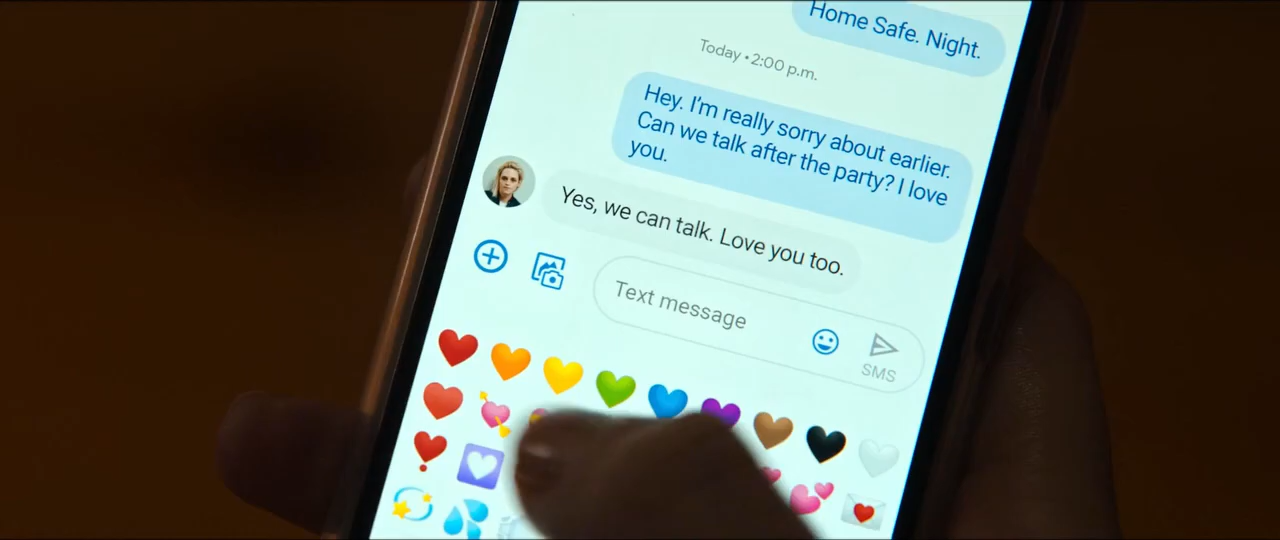 Home Safe. Night.
Today • 2:00 p.m.
Hey. I'm really sorry about earlier.
Can we talk after the party? I love
you.
Yes, we can talk. Love you too.
Text message
SMS